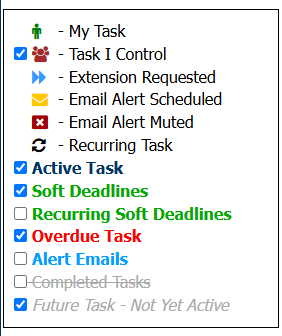 - My Task
- Task I Control
- Extension Requested
- Email Alert Scheduled
- Email Alert Muted
- Recurring Task
Active Task
Soft Deadlines
Recurring Soft Deadlines
Overdue Task
Alert Emails
Completed Tasks
Future Task - Not Yet Active